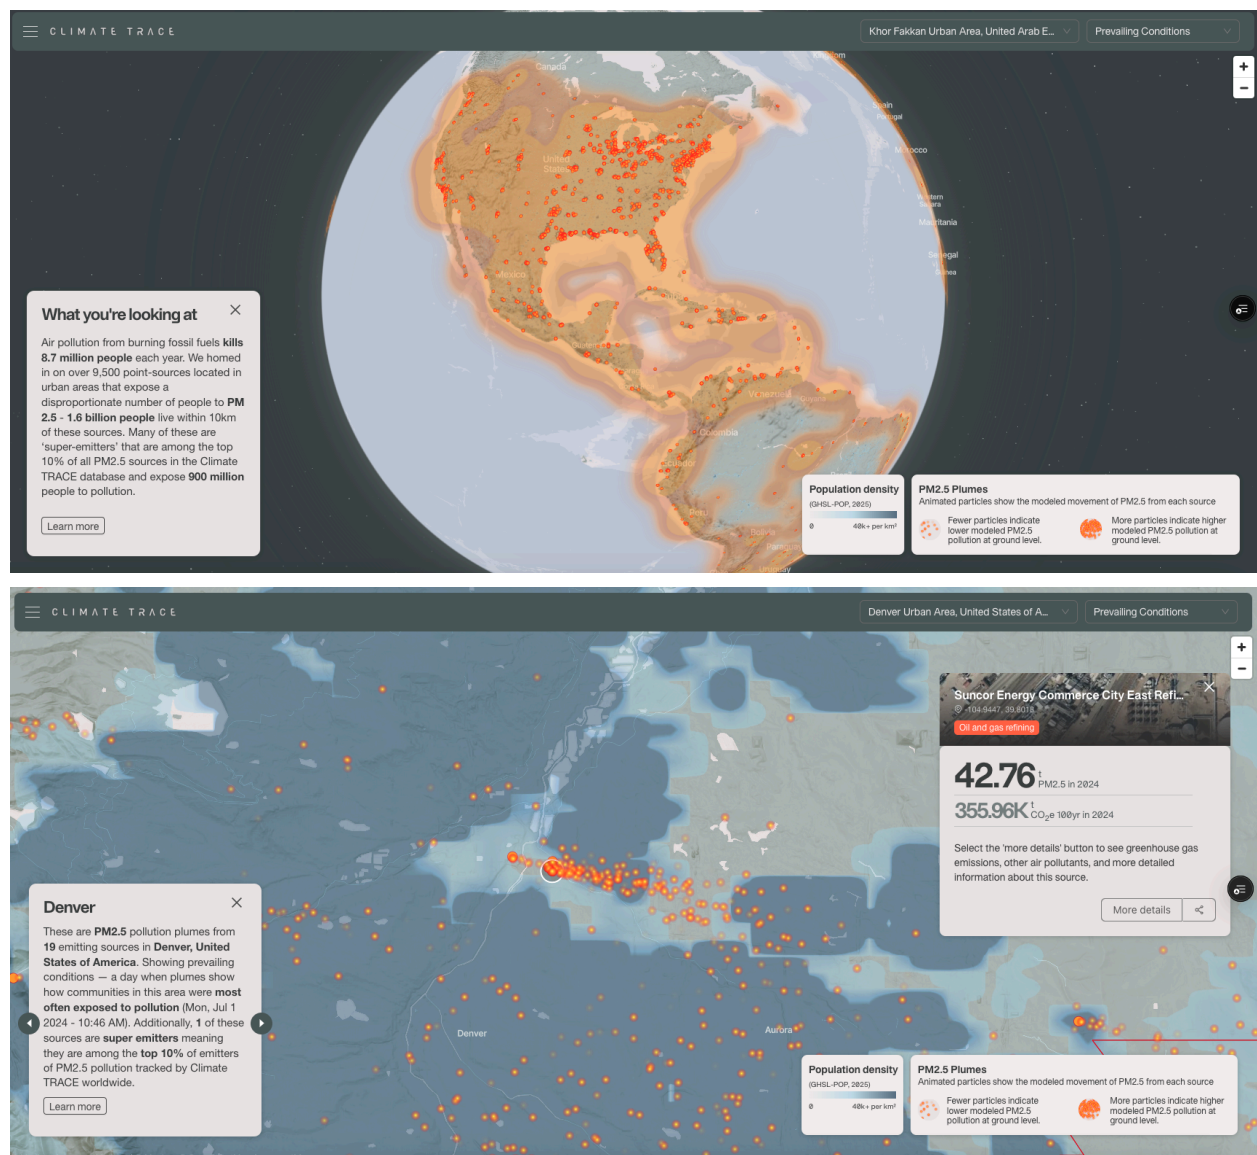 CLIMATE TRACE
Khor Fakkan Urban Area, United Arab E...
Prevailing Conditions
Canada
Spain
Portugal
Morocco
Western
Sahara
Mauritania
Senegal
Guinea
United
States
Mexico
Venezuela
Guyana
Colombia
Ecuador
Peru
Bolivia
Paraguay
Uruguay
What you're looking at
Air pollution from burning fossil fuels kills
8.7 million people each year. We homed
in on over 9,500 point-sources located in
urban areas that expose a
disproportionate number of people to PM
2.5 - 1.6 billion people live within 10km
of these sources. Many of these are
'super-emitters' that are among the top
10% of all PM2.5 sources in the Climate
TRACE database and expose 900 million
people to pollution.
Learn more
Population density
(GHSL-POP, 2025)
0
40k+ per km²
PM2.5 Plumes
Animated particles show the modeled movement of PM2.5 from each source
Fewer particles indicate
lower modeled PM2.5
pollution at ground level.
More particles indicate higher
modeled PM2.5 pollution at
ground level.
CLIMATE TRACE
Denver Urban Area, United States of A...
Prevailing Conditions
Suncor Energy Commerce City East Refi...
-104.9447, 39.8018
Oil and gas refining
42.76 t
PM2.5 in 2024
355.96K t
CO₂e 100yr in 2024
Select the 'more details' button to see greenhouse gas
emissions, other air pollutants, and more detailed
information about this source.
More details
Denver
These are PM2.5 pollution plumes from
19 emitting sources in Denver, United
States of America. Showing prevailing
conditions — a day when plumes show
how communities in this area were most
often exposed to pollution (Mon, Jul 1
2024 - 10:46 AM). Additionally, 1 of these
sources are super emitters meaning
they are among the top 10% of emitters
of PM2.5 pollution tracked by Climate
TRACE worldwide.
Learn more
Denver
Aurora
Population density
(GHSL-POP, 2025)
0
40k+ per km²
PM2.5 Plumes
Animated particles show the modeled movement of PM2.5 from each source
Fewer particles indicate
lower modeled PM2.5
pollution at ground level.
More particles indicate higher
modeled PM2.5 pollution at
ground level.